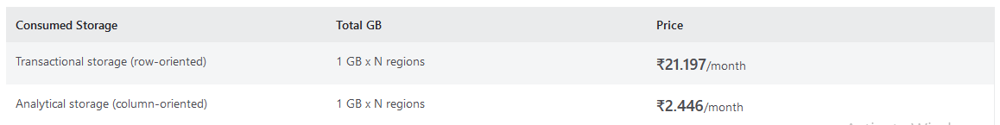 Consumed Storage Total GB Price
Transactional storage (row-oriented) 1 GB x N regions ₹21.197/month
Analytical storage (column-oriented) 1 GB x N regions ₹2.446/month